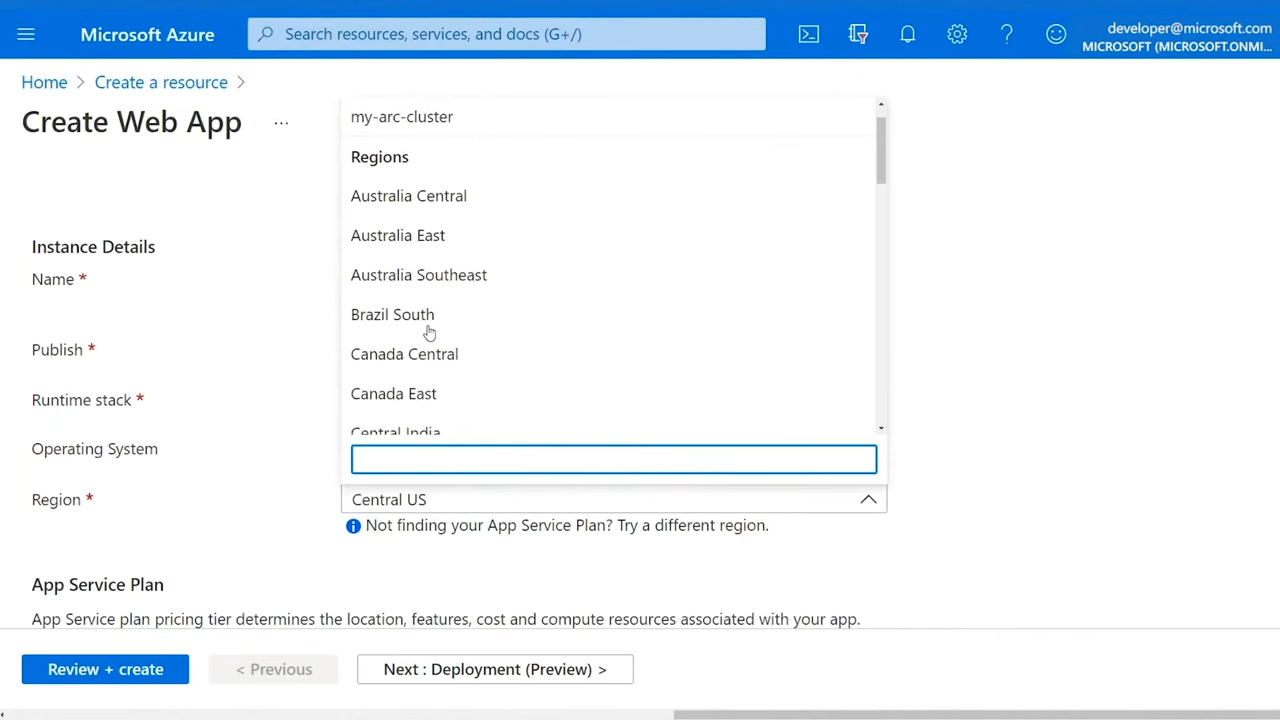 Microsoft Azure
Search resources, services, and docs (G+/)
developer@microsoft.com
MICROSOFT (MICROSOFT.ONMI...
Home > Create a resource >
Create Web App ...
my-arc-cluster
Regions
Australia Central
Australia East
Australia Southeast
Brazil South
Canada Central
Canada East
Central India
Instance Details
Name *
Publish *
Runtime stack *
Operating System
Region *
Central US
Not finding your App Service Plan? Try a different region.
App Service Plan
App Service plan pricing tier determines the location, features, cost and compute resources associated with your app.
Review + create
< Previous
Next : Deployment (Preview) >